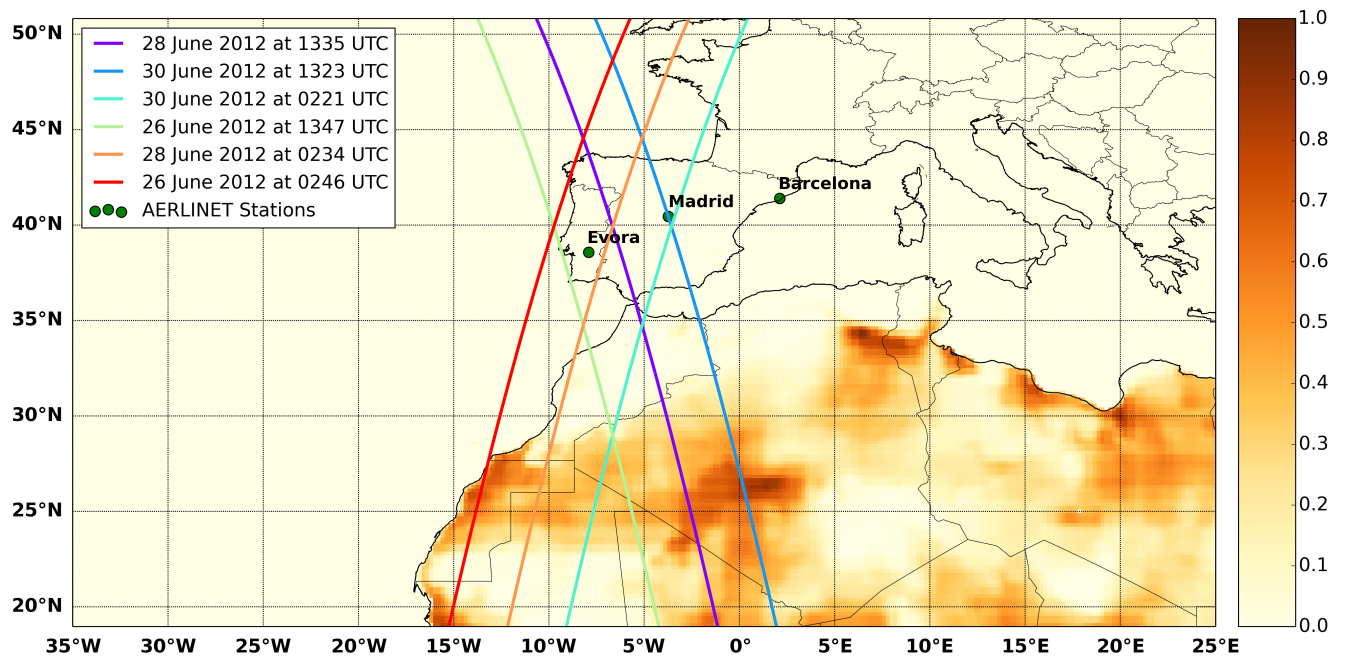 50°N
45°N
40°N
35°N
30°N
25°N
20°N
28 June 2012 at 1335 UTC
30 June 2012 at 1323 UTC
30 June 2012 at 0221 UTC
26 June 2012 at 1347 UTC
28 June 2012 at 0234 UTC
26 June 2012 at 0246 UTC
AERLINET Stations
Barcelona
Madrid
Evora
35°W 30°W 25°W 20°W 15°W 10°W 5°W 0° 5°E 10°E 15°E 20°E 25°E
1.0
0.9
0.8
0.7
0.6
0.5
0.4
0.3
0.2
0.1
0.0